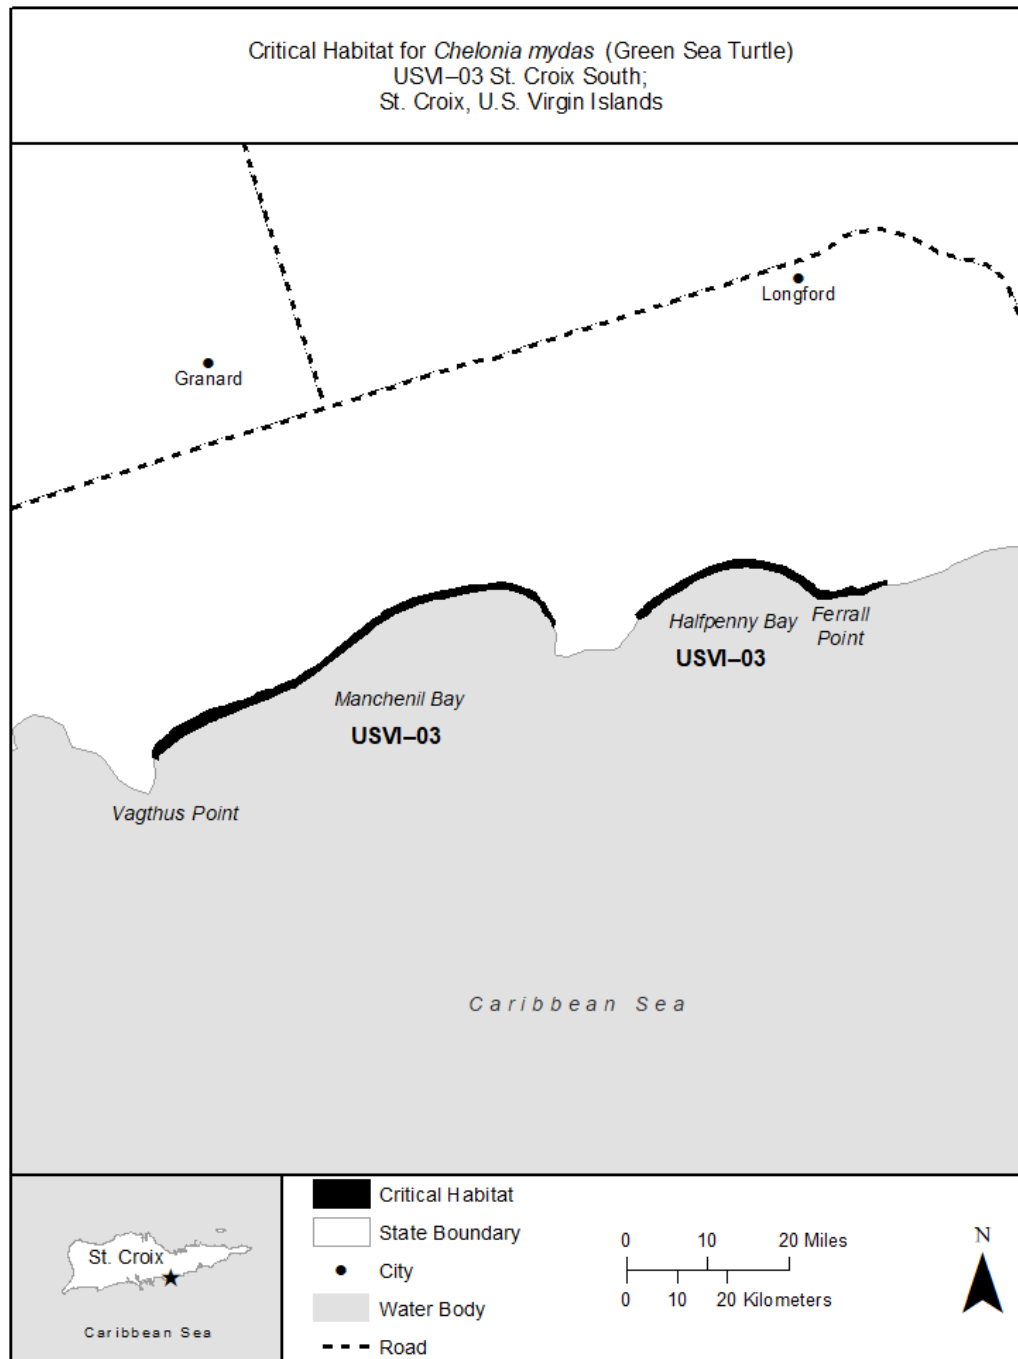 Critical Habitat for Chelonia mydas (Green Sea Turtle)
USVI–03 St. Croix South;
St. Croix, U.S. Virgin Islands
Longford
Granard
Halfpenny Bay
USVI–03
Ferrall
Point
Manchenil Bay
USVI–03
Vagthus Point
Caribbean Sea
St. Croix
Caribbean Sea
Critical Habitat
State Boundary
City
Water Body
Road
0 10 20 Miles
0 10 20 Kilometers
N